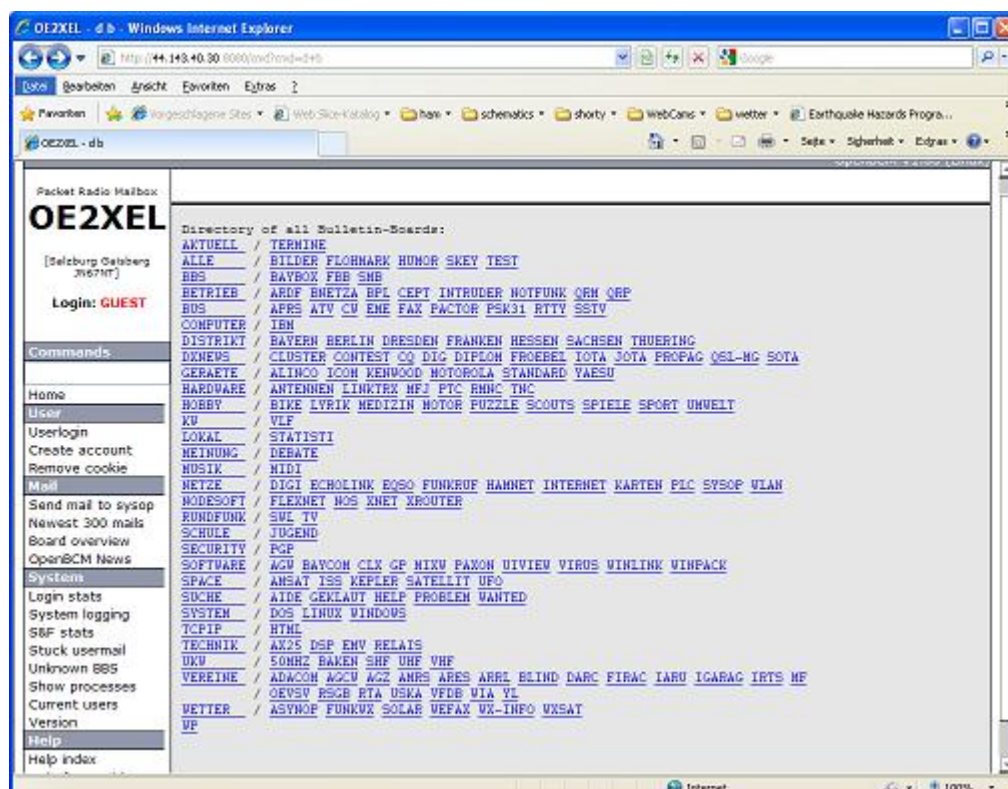 OE2XEL - d b - Windows Internet Explorer
http://44.143.40.30:8080/cmd?cmd=d+b
Google
Datei Bearbeiten Ansicht Favoriten Extras ?
Favoriten Vorgeschlagene Sites Web Slice-Katalog ham schematics shorty WebCams wetter Earthquake Hazards Progra...
OE2XEL - d b
Seite Sicherheit Extras
Packet Radio Mailbox
OE2XEL
[Salzburg Gaisberg
JN67NT]
Login: GUEST
Commands
Home
User
Userlogin
Create account
Remove cookie
Mail
Send mail to sysop
Newest 300 mails
Board overview
OpenBCM News
System
Login stats
System logging
S&F stats
Stuck usermail
Unknown BBS
Show processes
Current users
Version
Help
Help index
Directory of all Bulletin-Boards:
AKTUELL / TERMINE
ALLE / BILDER FLOHMARK HUMOR SKEY TEST
BBS / BAYBOX FBB SMB
BETRIEB / ARDF BNETZA BPL CEPT INTRUDER NOTFUNK QRM QRP
BUS / APRS ATV CW EME FAX PACTOR PSK31 RTTY SSTV
COMPUTER / IBM
DISTRIKT / BAYERN BERLIN DRESDEN FRANKEN HESSEN SACHSEN THUERING
DXNEWS / CLUSTER CONTEST CQ DIG DIPLOM FROEBEL IOTA JOTA PROPAG QSL-MG SOTA
GERAETE / ALINCO ICOM KENWOOD MOTOROLA STANDARD YAESU
HARDWARE / ANTENNEN LINKTRX MFJ PTC RMNC TNC
HOBBY / BIKE LYRIK MEDIZIN MOTOR PUZZLE SCOUTS SPIELE SPORT UMWELT
KW / VLF
LOKAL / STATISTI
MEINUNG / DEBATE
MUSIK / MIDI
NETZE / DIGI ECHOLINK EQSO FUNKRUF HAMNET INTERNET KARTEN PLC SYSOP WLAN
NODESOFT / FLEXNET NOS XNET XROUTER
RUNDFUNK / SWL TV
SCHULE / JUGEND
SECURITY / PGP
SOFTWARE / AGW BAYCOM CLX GP MIXW PAXON UIVIEW VIRUS WINLINK WINPACK
SPACE / AMSAT ISS KEPLER SATELLIT UFO
SUCHE / AIDE GEKLAUT HELP PROBLEM WANTED
SYSTEM / DOS LINUX WINDOWS
TCPIP / HTML
TECHNIK / AX25 DSP EMV RELAIS
UKW / 50MHZ BAKEN SHF UHF VHF
VEREINE / ADACOM AGCW AGZ AMRS ARES ARRL BLIND DARC FIRAC IARU IGARAG IRTS MF
/ OEVSV RSGB RTA USKA VFDB WIA YL
WETTER / ASYNOP FUNKWX SOLAR WEFAX WX-INFO WXSAT
WP
Internet
100%